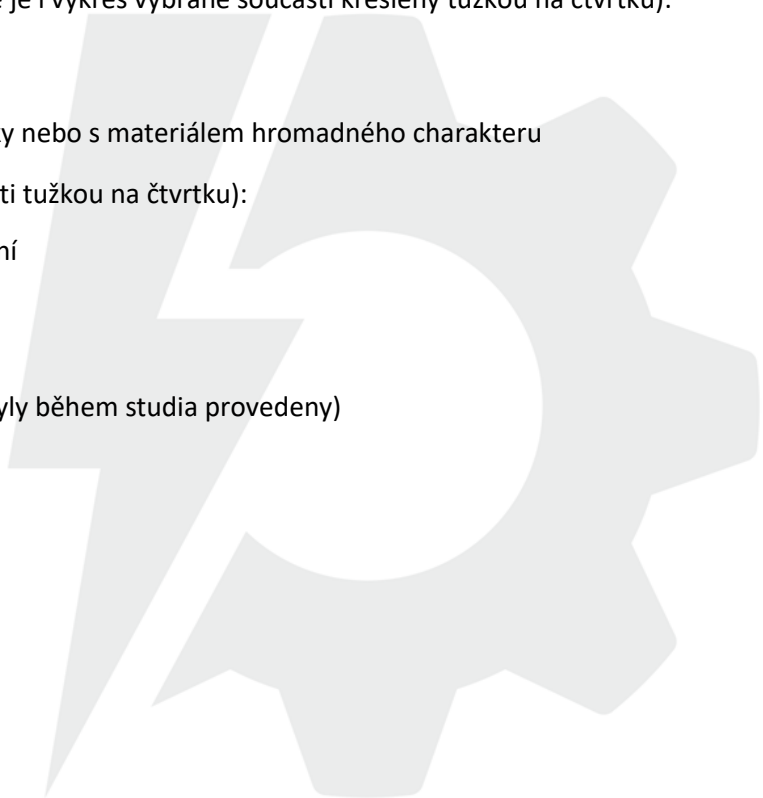 je i výkres vybrané součásti kreslený tužkou na čtvrtku):
ky nebo s materiálem hromadného charakteru
ti tužkou na čtvrtku):
ní
yly během studia provedeny)